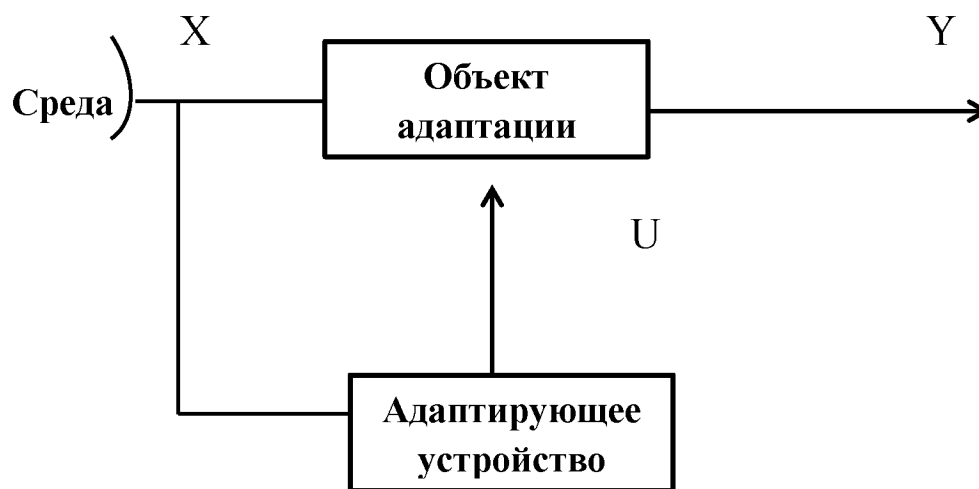 X
Y
Среда
Объект
адаптации
U
Адаптирующее
устройство